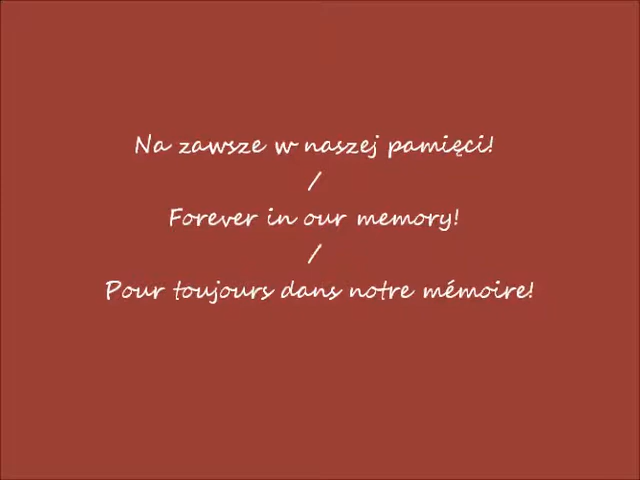 Na zawsze w naszej pamięci!
/
Forever in our memory!
/
Pour toujours dans notre mémoire!